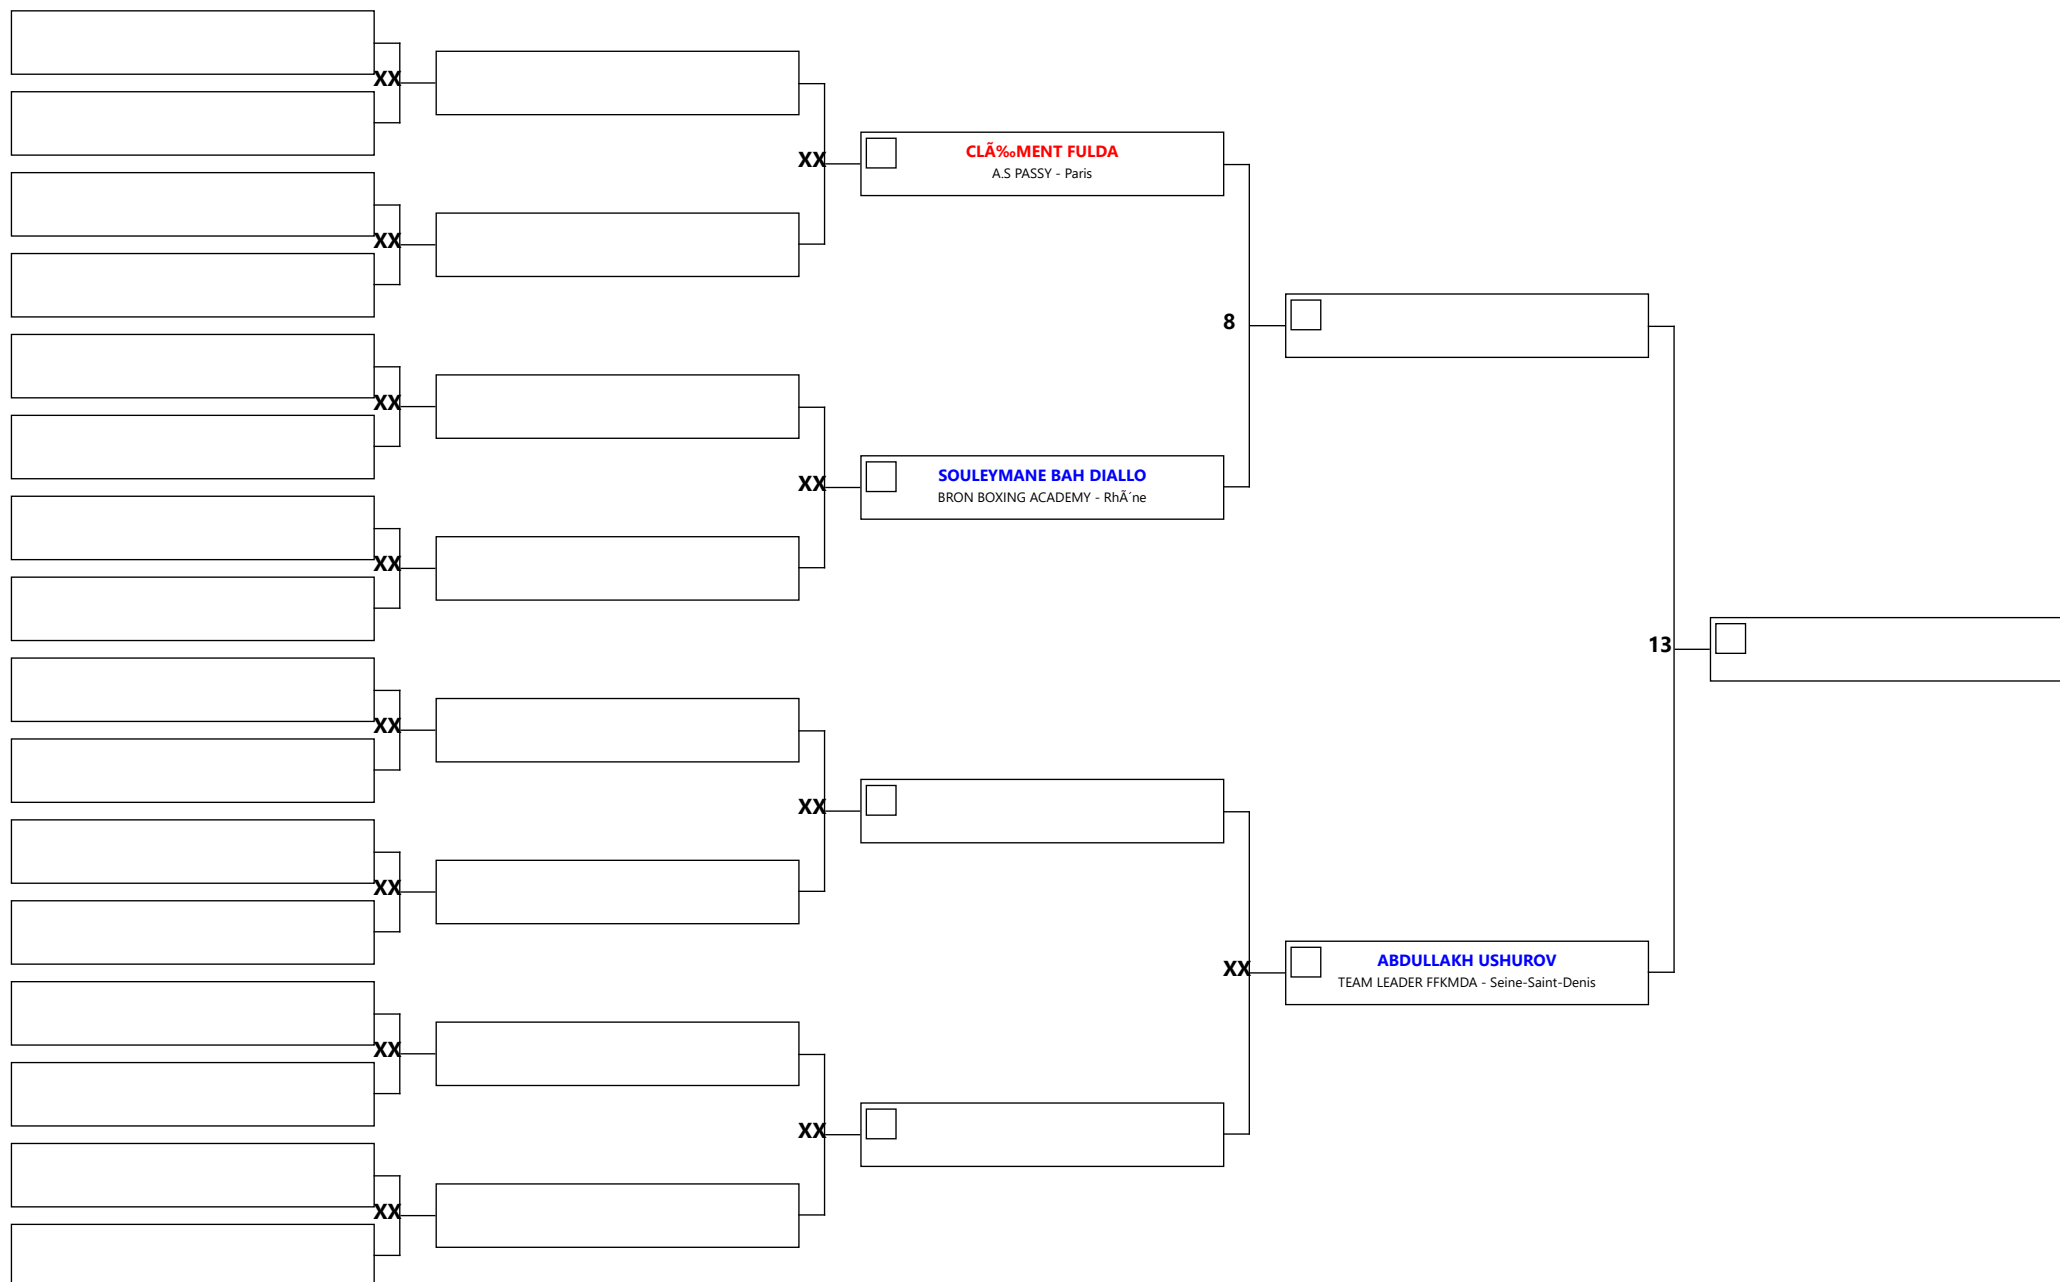 XX
XX
XX
XX
XX
XX
XX
XX
XX
XX
XX
XX
CLÃ‰MENT FULDA
A.S PASSY - Paris
SOULEYMANE BAH DIALLO
BRON BOXING ACADEMY - RhÃ´ne
8
XX
ABDULLAKH USHUROV
TEAM LEADER FFKMDA - Seine-Saint-Denis
13